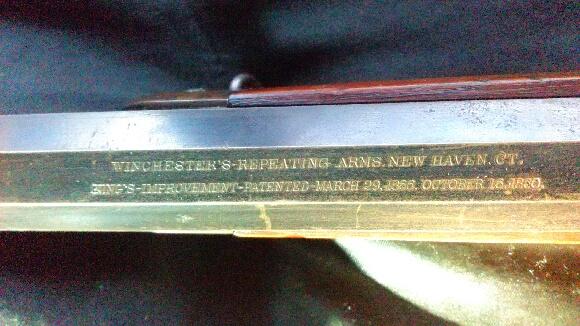 WINCHESTER'S-REPEATING-ARMS. NEW HAVEN. CT.
KING'S-IMPROVEMENT-PATENTED-MARCH 29. 1866. OCTOBER 16. 1860.